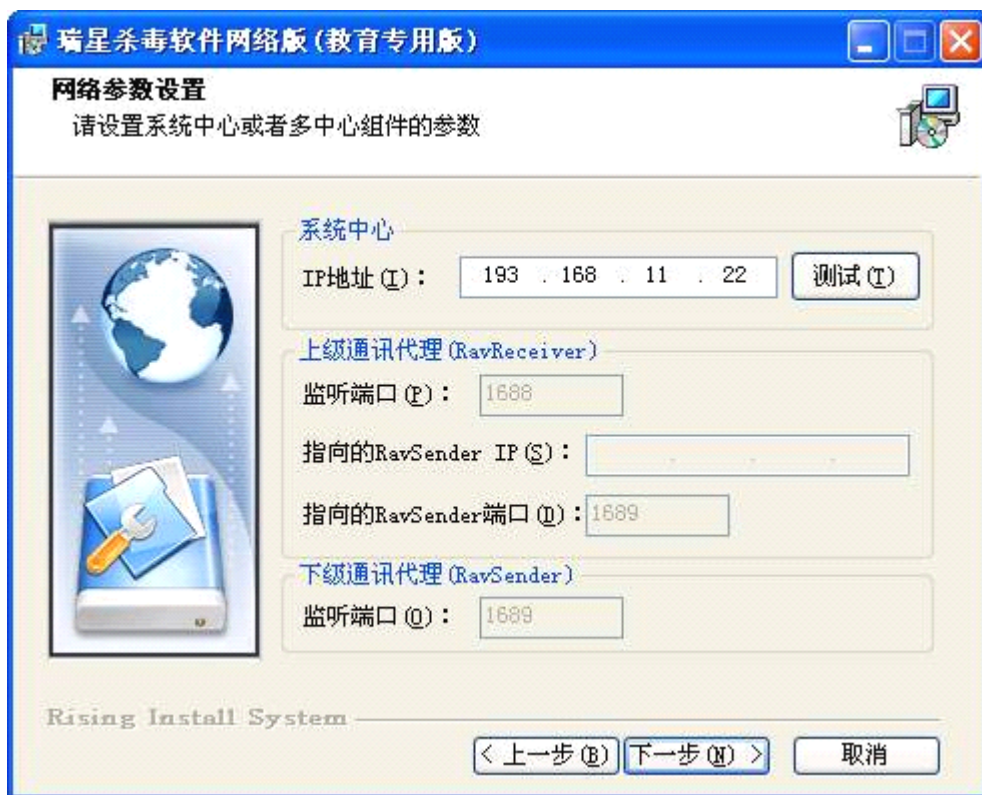 瑞星杀毒软件网络版(教育专用版)
网络参数设置
请设置系统中心或者多中心组件的参数
系统中心
IP地址(I): 193 . 168 . 11 . 22 测试(T)
上级通讯代理(RavReceiver)
监听端口(P): 1688
指向的RavSender IP(S): . . .
指向的RavSender端口(D): 1689
下级通讯代理(RavSender)
监听端口(O): 1689
Rising Install System
< 上一步(B) 下一步(N) > 取消